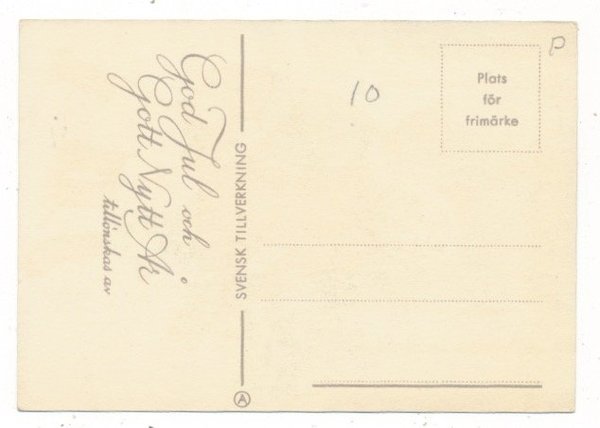 God Jul och
Gott Nytt År
tillönskas av
SVENSK TILLVERKNING
A
10
P
Plats
för
frimärke